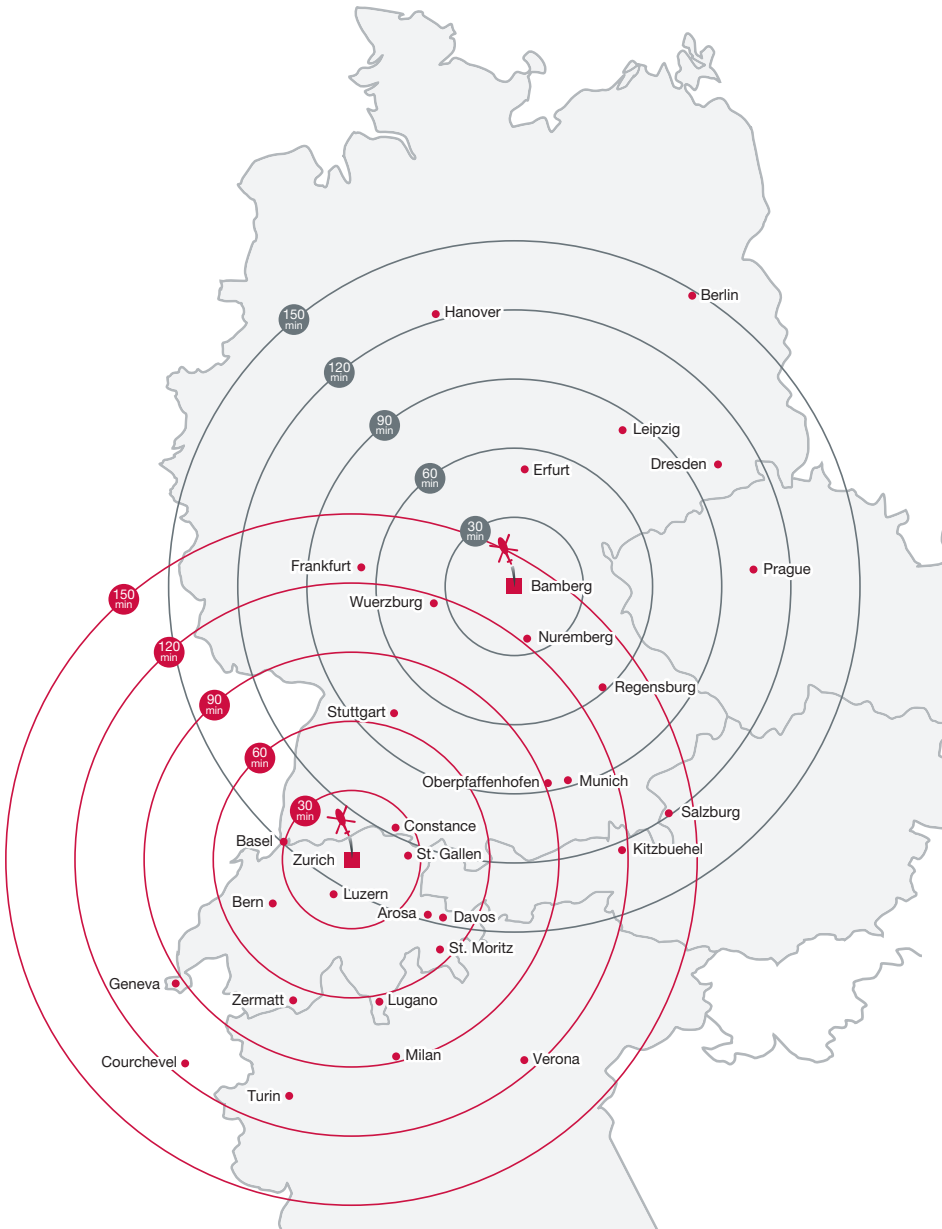 Berlin
Hanover
150
min
120
min
90
min
Leipzig
Dresden
Erfurt
60
min
30
min
Frankfurt
Prague
Bamberg
150
min
Wuerzburg
Nuremberg
120
min
Regensburg
90
min
Stuttgart
60
min
Oberpfaffenhofen
Munich
30
min
Salzburg
Constance
Basel
Kitzbuehel
Zurich
St. Gallen
Luzern
Bern
Arosa
Davos
St. Moritz
Geneva
Zermatt
Lugano
Milan
Verona
Courchevel
Turin